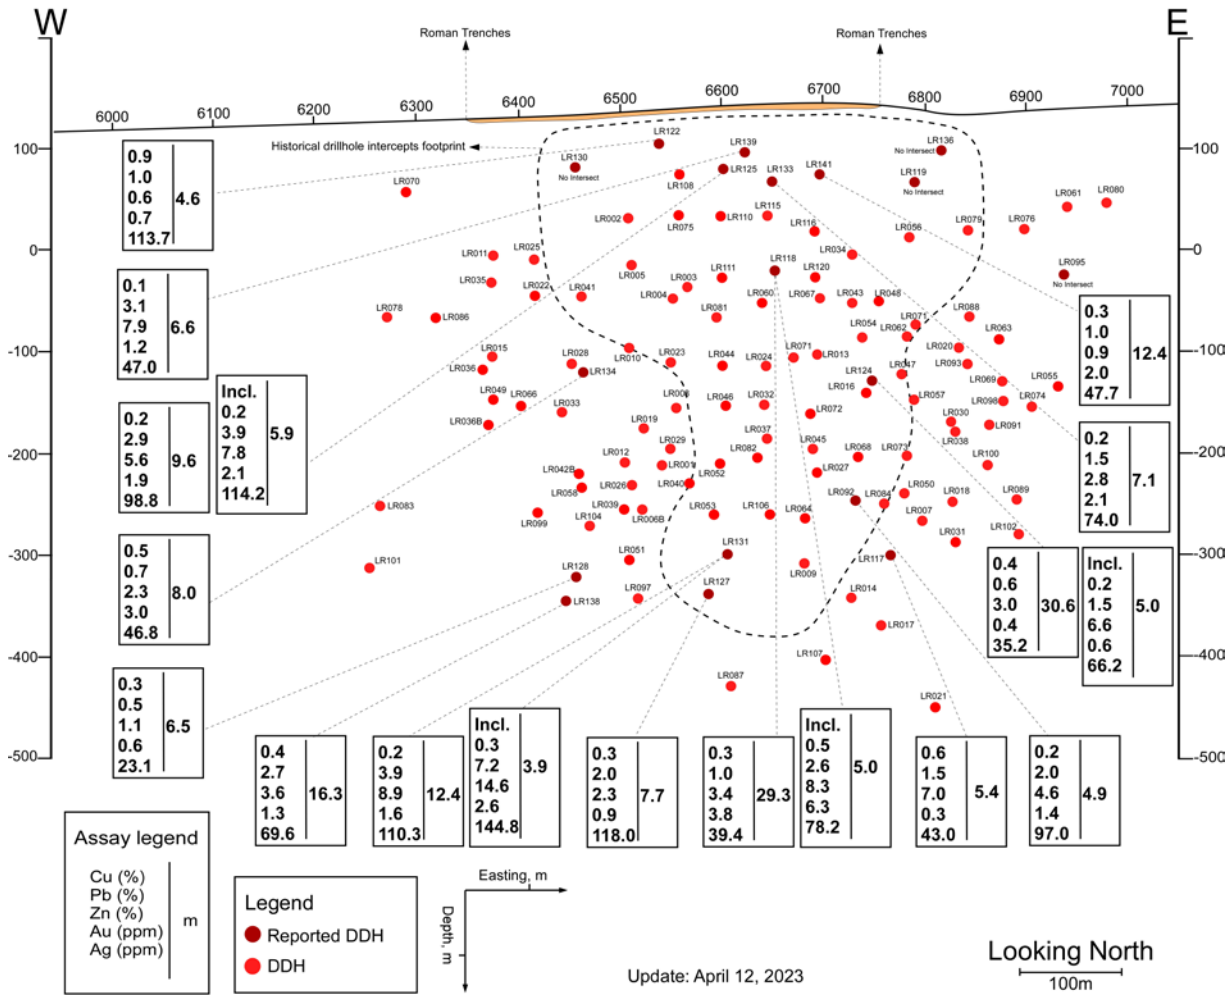 W
E
Roman Trenches
Roman Trenches
6000
6100
6200
6300
6400
6500
6600
6700
6800
6900
7000
100
0
-100
-200
-300
-400
-500
100
0
-100
-200
-300
-400
-500
Historical drillhole intercepts footprint
LR122
LR139
LR136
No Intersect
LR130
No Intersect
LR125
LR133
LR141
LR119
No Intersect
LR070
LR108
LR061
LR080
LR002
LR075
LR110
LR115
LR116
LR056
LR079
LR076
LR011
LR025
LR005
LR118
LR034
LR095
No Intersect
LR035
LR022
LR041
LR004
LR003
LR111
LR060
LR120
LR067
LR043
LR048
LR078
LR086
LR081
LR054
LR062
LR071
LR088
LR063
LR015
LR036
LR028
LR134
LR010
LR023
LR044
LR024
LR071
LR013
LR124
LR047
LR020
LR093
LR069
LR055
LR049
LR066
LR033
LR008
LR046
LR032
LR072
LR016
LR057
LR030
LR098
LR074
LR036B
LR019
LR037
LR038
LR091
LR012
LR029
LR001
LR082
LR045
LR068
LR073
LR100
LR042B
LR058
LR026
LR040
LR052
LR027
LR083
LR099
LR104
LR039
LR006B
LR053
LR106
LR064
LR092
LR084
LR050
LR007
LR018
LR089
LR031
LR102
LR101
LR051
LR131
LR009
LR117
LR128
LR138
LR097
LR127
LR014
LR017
LR107
LR087
LR021
0.9
1.0
0.6
0.7
113.7
4.6
0.1
3.1
7.9
1.2
47.0
6.6
0.2
2.9
5.6
1.9
98.8
9.6
Incl.
0.2
3.9
7.8
2.1
114.2
5.9
0.5
0.7
2.3
3.0
46.8
8.0
0.3
0.5
1.1
0.6
23.1
6.5
0.3
1.0
0.9
2.0
47.7
12.4
0.2
1.5
2.8
2.1
74.0
7.1
0.4
0.6
3.0
0.4
35.2
30.6
Incl.
0.2
1.5
6.6
0.6
66.2
5.0
0.4
2.7
3.6
1.3
69.6
16.3
0.2
3.9
8.9
1.6
110.3
12.4
Incl.
0.3
7.2
14.6
2.6
144.8
3.9
0.3
2.0
2.3
0.9
118.0
7.7
0.3
1.0
3.4
3.8
39.4
29.3
Incl.
0.5
2.6
8.3
6.3
78.2
5.0
0.6
1.5
7.0
0.3
43.0
5.4
0.2
2.0
4.6
1.4
97.0
4.9
Assay legend
Cu (%)
Pb (%)
Zn (%)
Au (ppm)
Ag (ppm)
m
Legend
Reported DDH
DDH
Easting, m
Depth, m
Update: April 12, 2023
Looking North
100m